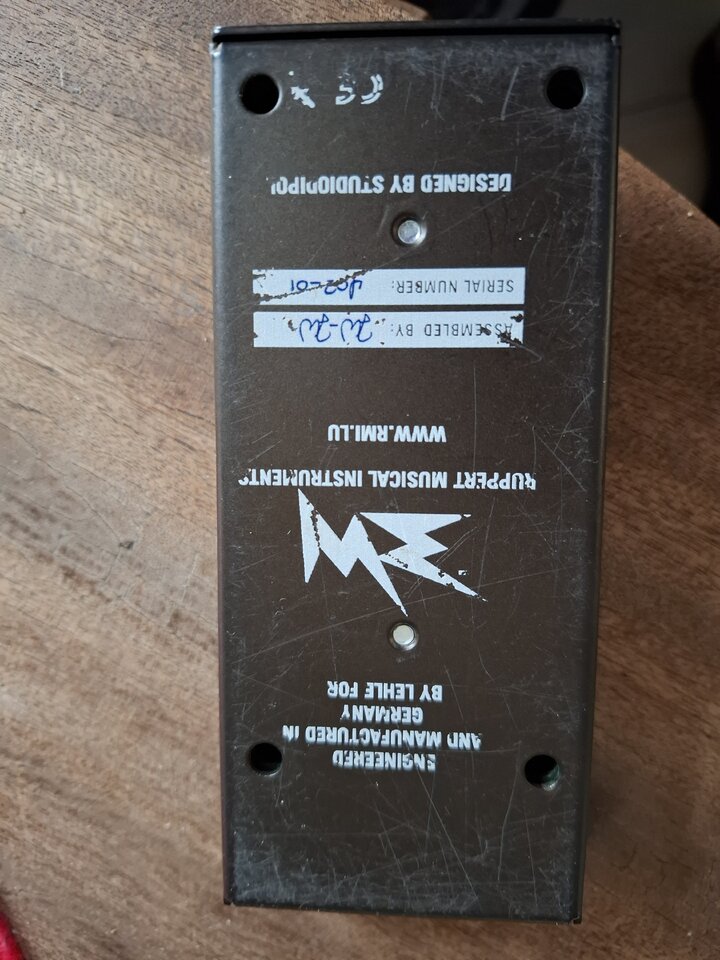 ENGINEERED
AND MANUFACTURED IN
GERMANY
BY LEHLE FOR
RUPPERT MUSICAL INSTRUMENTS
WWW.RMI.LU
ASSEMBLED BY:
SERIAL NUMBER:
DESIGNED BY